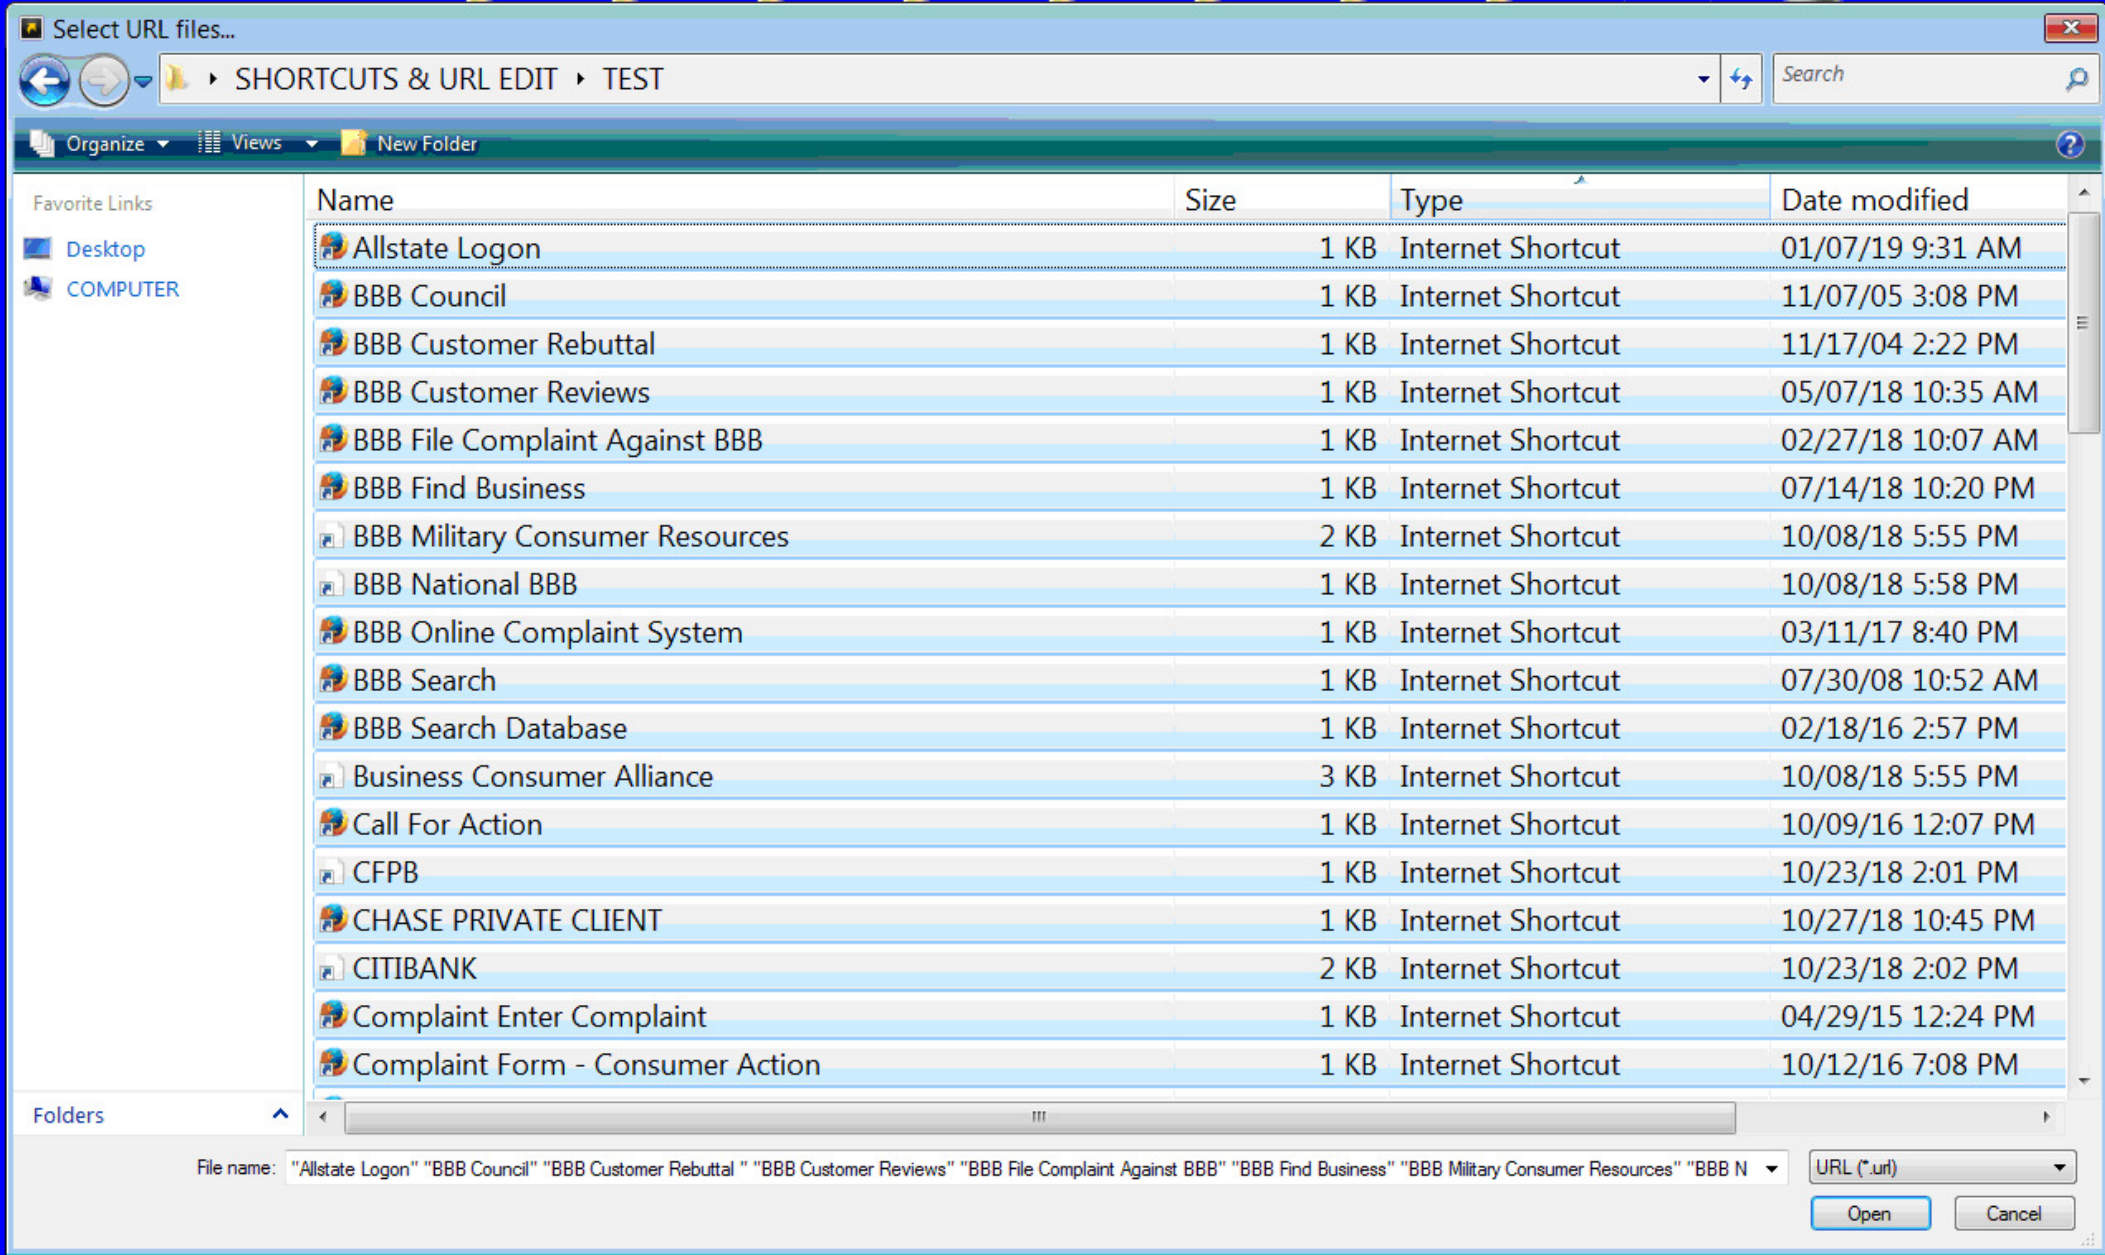 Select URL files...
SHORTCUTS & URL EDIT TEST
Search
Organize Views New Folder
Favorite Links
Desktop
COMPUTER
Name Size Type Date modified
Allstate Logon 1 KB Internet Shortcut 01/07/19 9:31 AM
BBB Council 1 KB Internet Shortcut 11/07/05 3:08 PM
BBB Customer Rebuttal 1 KB Internet Shortcut 11/17/04 2:22 PM
BBB Customer Reviews 1 KB Internet Shortcut 05/07/18 10:35 AM
BBB File Complaint Against BBB 1 KB Internet Shortcut 02/27/18 10:07 AM
BBB Find Business 1 KB Internet Shortcut 07/14/18 10:20 PM
BBB Military Consumer Resources 2 KB Internet Shortcut 10/08/18 5:55 PM
BBB National BBB 1 KB Internet Shortcut 10/08/18 5:58 PM
BBB Online Complaint System 1 KB Internet Shortcut 03/11/17 8:40 PM
BBB Search 1 KB Internet Shortcut 07/30/08 10:52 AM
BBB Search Database 1 KB Internet Shortcut 02/18/16 2:57 PM
Business Consumer Alliance 3 KB Internet Shortcut 10/08/18 5:55 PM
Call For Action 1 KB Internet Shortcut 10/09/16 12:07 PM
CFPB 1 KB Internet Shortcut 10/23/18 2:01 PM
CHASE PRIVATE CLIENT 1 KB Internet Shortcut 10/27/18 10:45 PM
CITIBANK 2 KB Internet Shortcut 10/23/18 2:02 PM
Complaint Enter Complaint 1 KB Internet Shortcut 04/29/15 12:24 PM
Complaint Form - Consumer Action 1 KB Internet Shortcut 10/12/16 7:08 PM
Folders
File name: "Allstate Logon" "BBB Council" "BBB Customer Rebuttal " "BBB Customer Reviews" "BBB File Complaint Against BBB" "BBB Find Business" "BBB Military Consumer Resources" "BBB N
URL (*.url)
Open Cancel